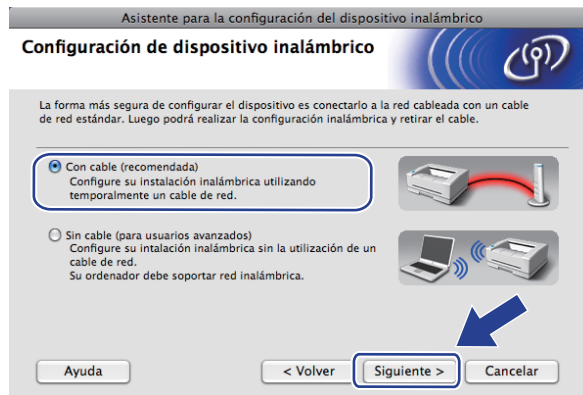 Asistente para la configuración del dispositivo inalámbrico
Configuración de dispositivo inalámbrico
La forma más segura de configurar el dispositivo es conectarlo a la red cableada con un cable
de red estándar. Luego podrá realizar la configuración inalámbrica y retirar el cable.
Con cable (recomendada)
Configure su instalación inalámbrica utilizando
temporalmente un cable de red.
Sin cable (para usuarios avanzados)
Configure su intalación inalámbrica sin la utilización de un
cable de red.
Su ordenador debe soportar red inalámbrica.
Ayuda
< Volver
Siguiente >
Cancelar